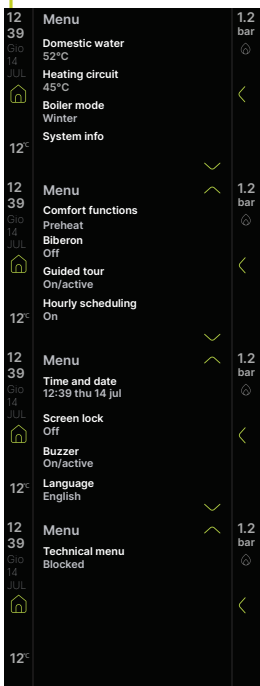 12
39
Gio
14
JUL
12°C
Menu
Domestic water
52°C
Heating circuit
45°C
Boiler mode
Winter
System info
1.2
bar
12
39
Gio
14
JUL
12°C
Menu
Comfort functions
Preheat
Biberon
Off
Guided tour
On/active
Hourly scheduling
On
1.2
bar
12
39
Gio
14
JUL
12°C
Menu
Time and date
12:39 thu 14 jul
Screen lock
Off
Buzzer
On/active
Language
English
1.2
bar
12
39
Gio
14
JUL
12°C
Menu
Technical menu
Blocked
1.2
bar